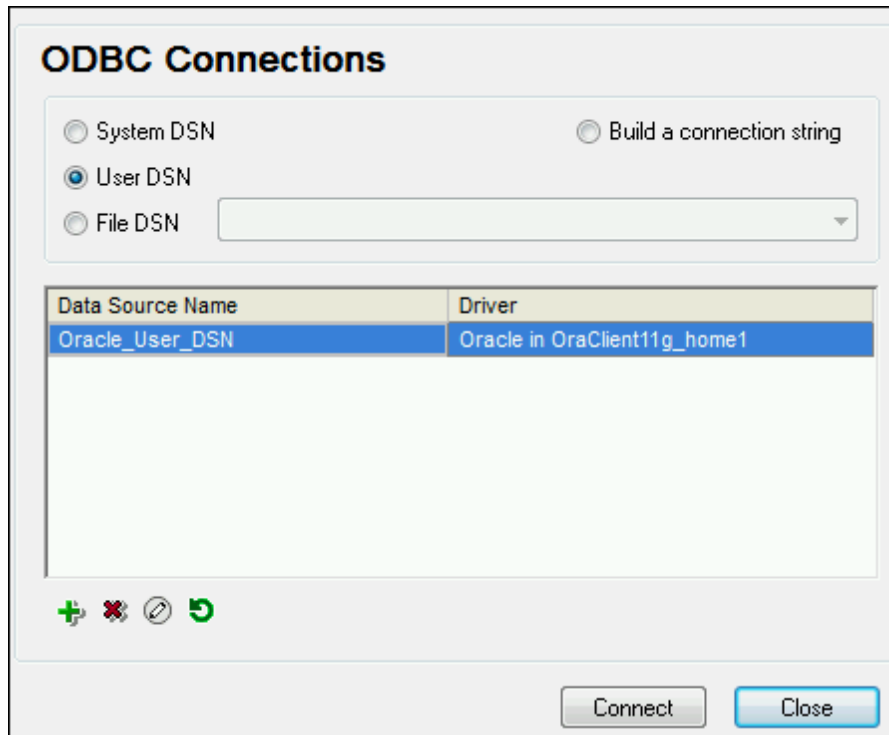 ODBC Connections
System DSN
Build a connection string
User DSN
File DSN
Data Source Name Driver
Oracle_User_DSN Oracle in OraClient11g_home1
Connect Close